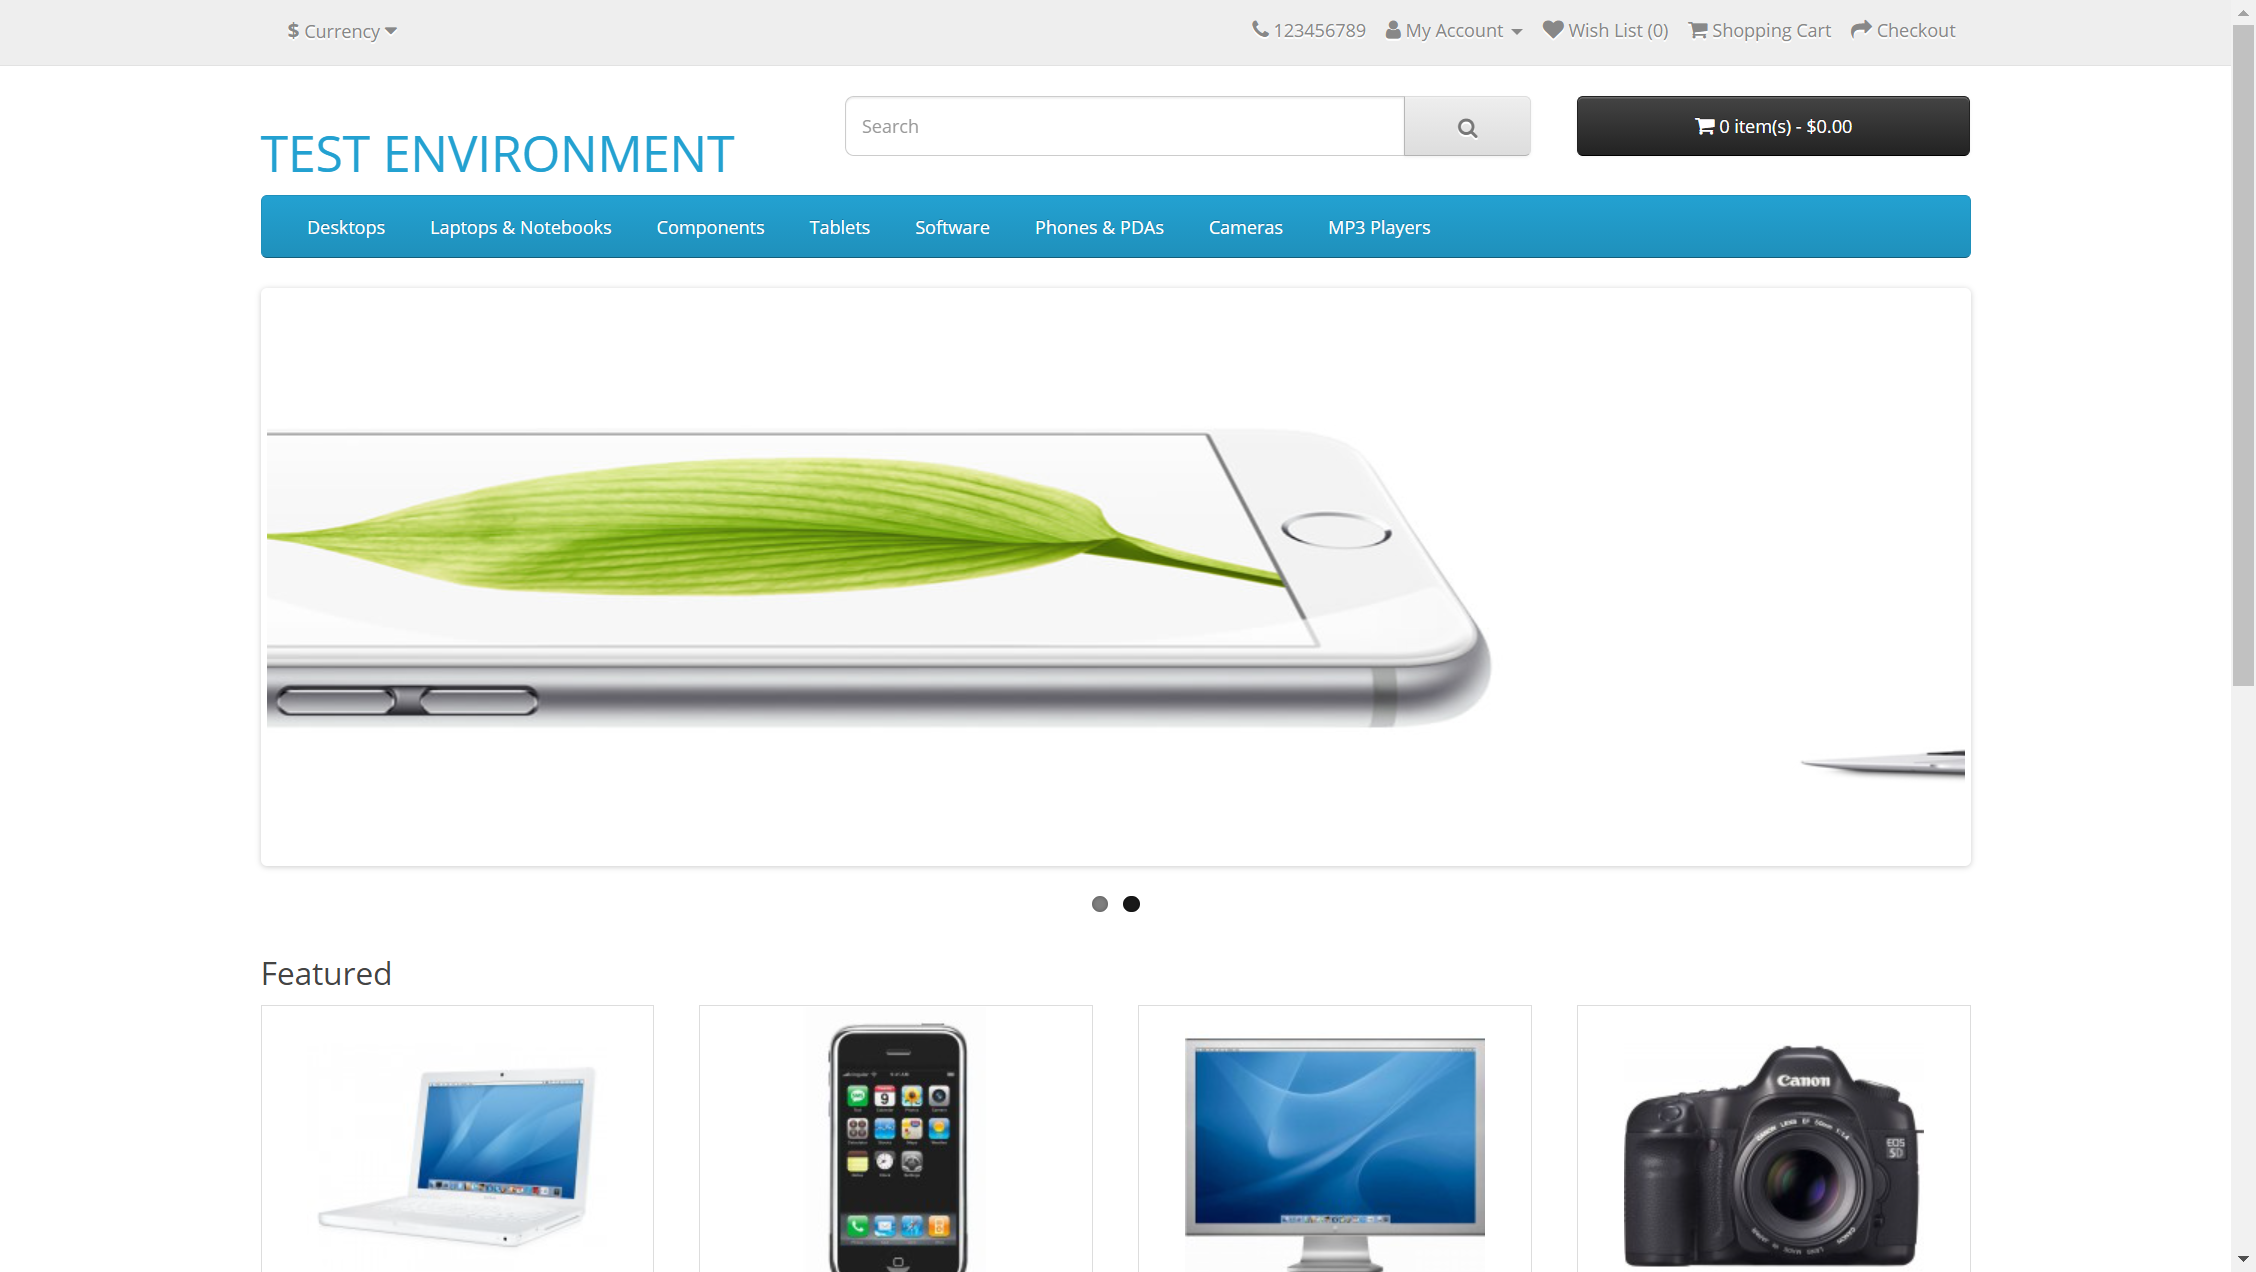 $ Currency
123456789 My Account Wish List (0) Shopping Cart Checkout
TEST ENVIRONMENT
Search
0 item(s) - $0.00
Desktops Laptops & Notebooks Components Tablets Software Phones & PDAs Cameras MP3 Players
Featured
Canon
EOS
5D